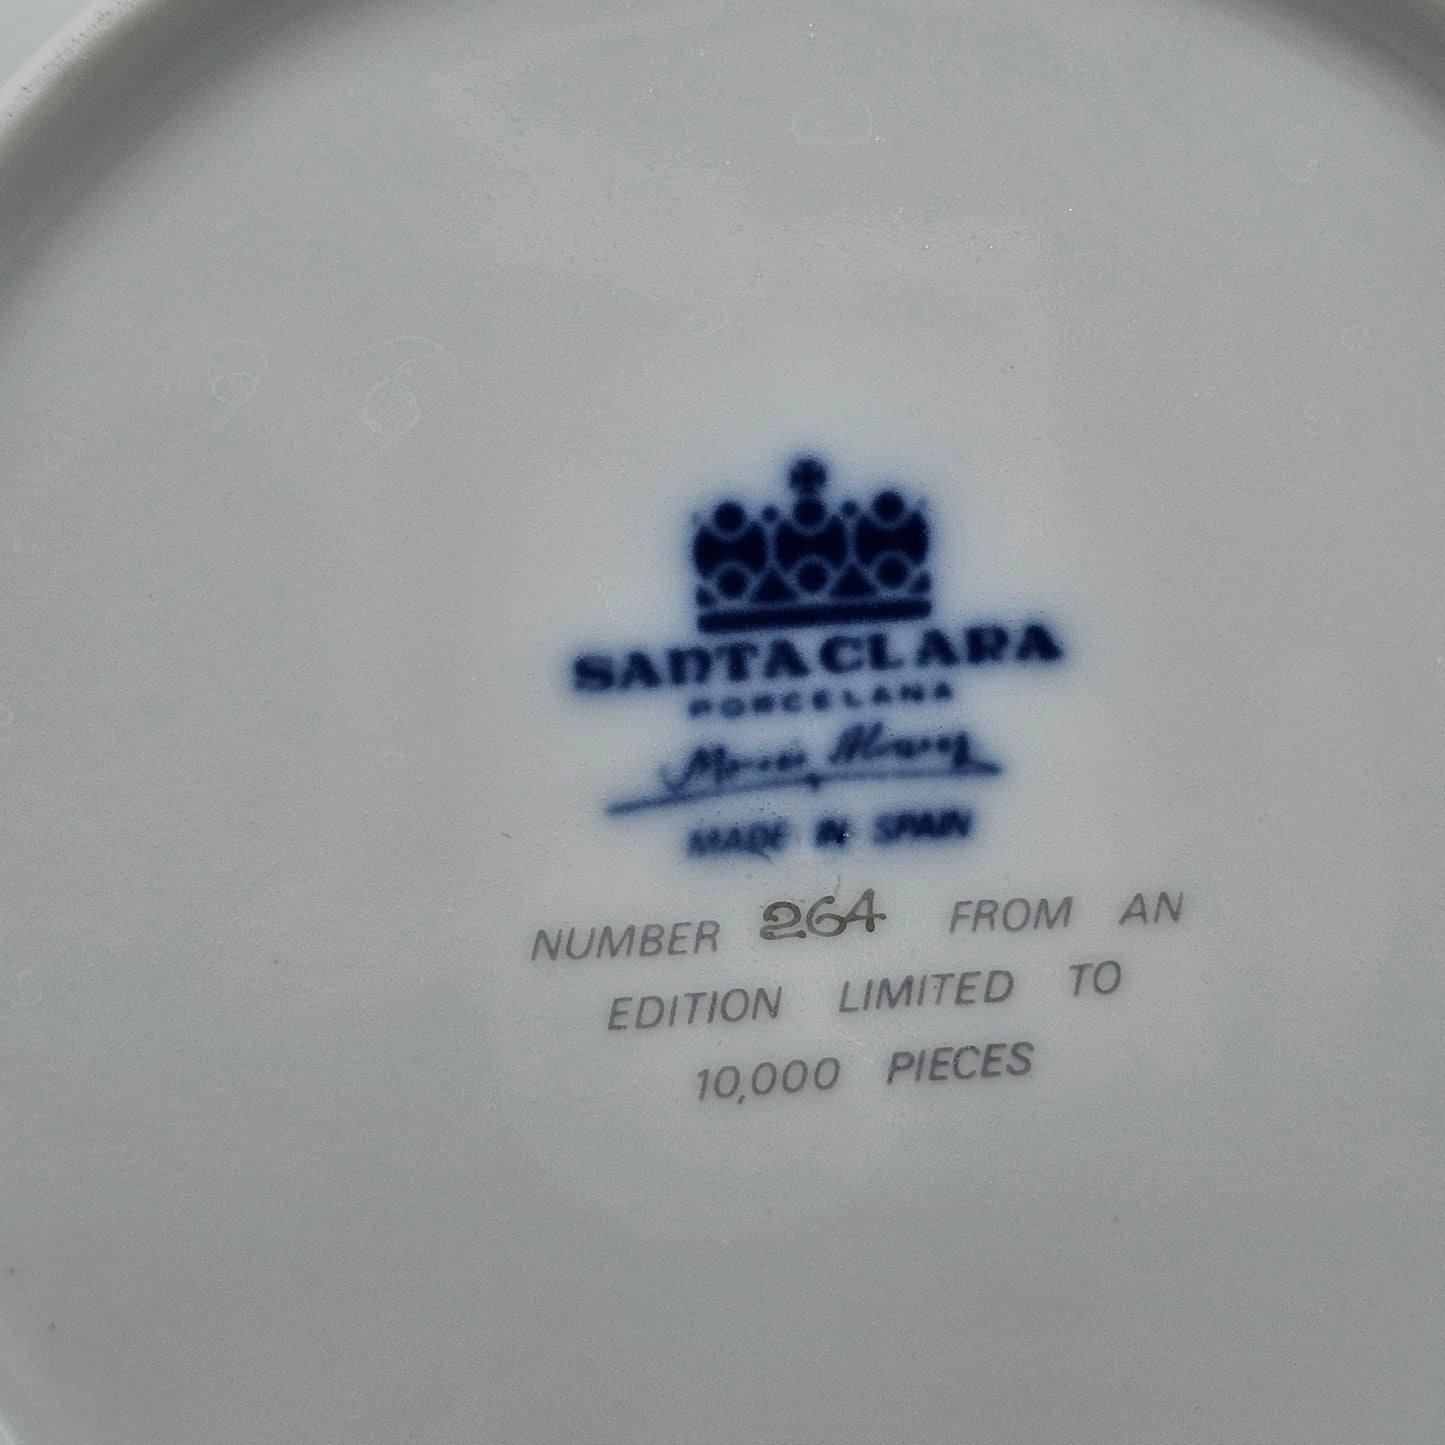 SANTA CLARA
PORCELANA
MADE IN SPAIN
NUMBER 264 FROM AN
EDITION LIMITED TO
10,000 PIECES